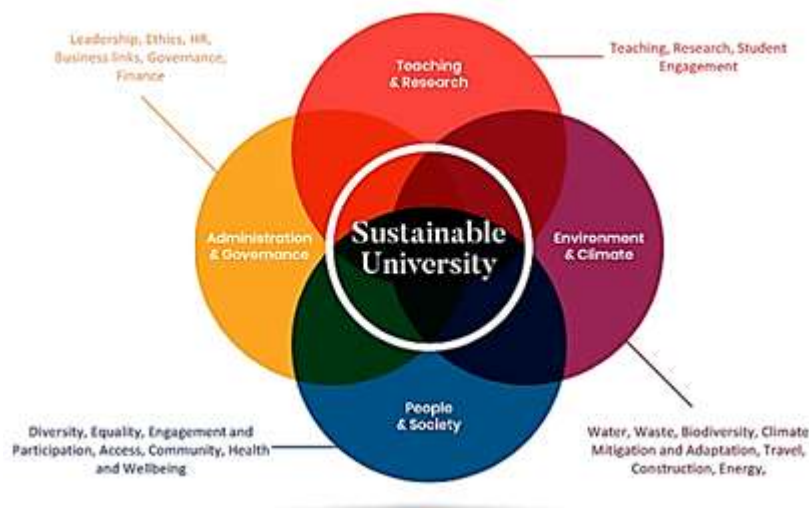 Leadership, Ethics, HR,
Business links, Governance,
Finance
Teaching
& Research
Teaching, Research, Student
Engagement
Administration
& Governance
Sustainable
University
Environment
& Climate
People
& Society
Diversity, Equality, Engagement and
Participation, Access, Community, Health
and Wellbeing
Water, Waste, Biodiversity, Climate
Mitigation and Adaptation, Travel,
Construction, Energy,